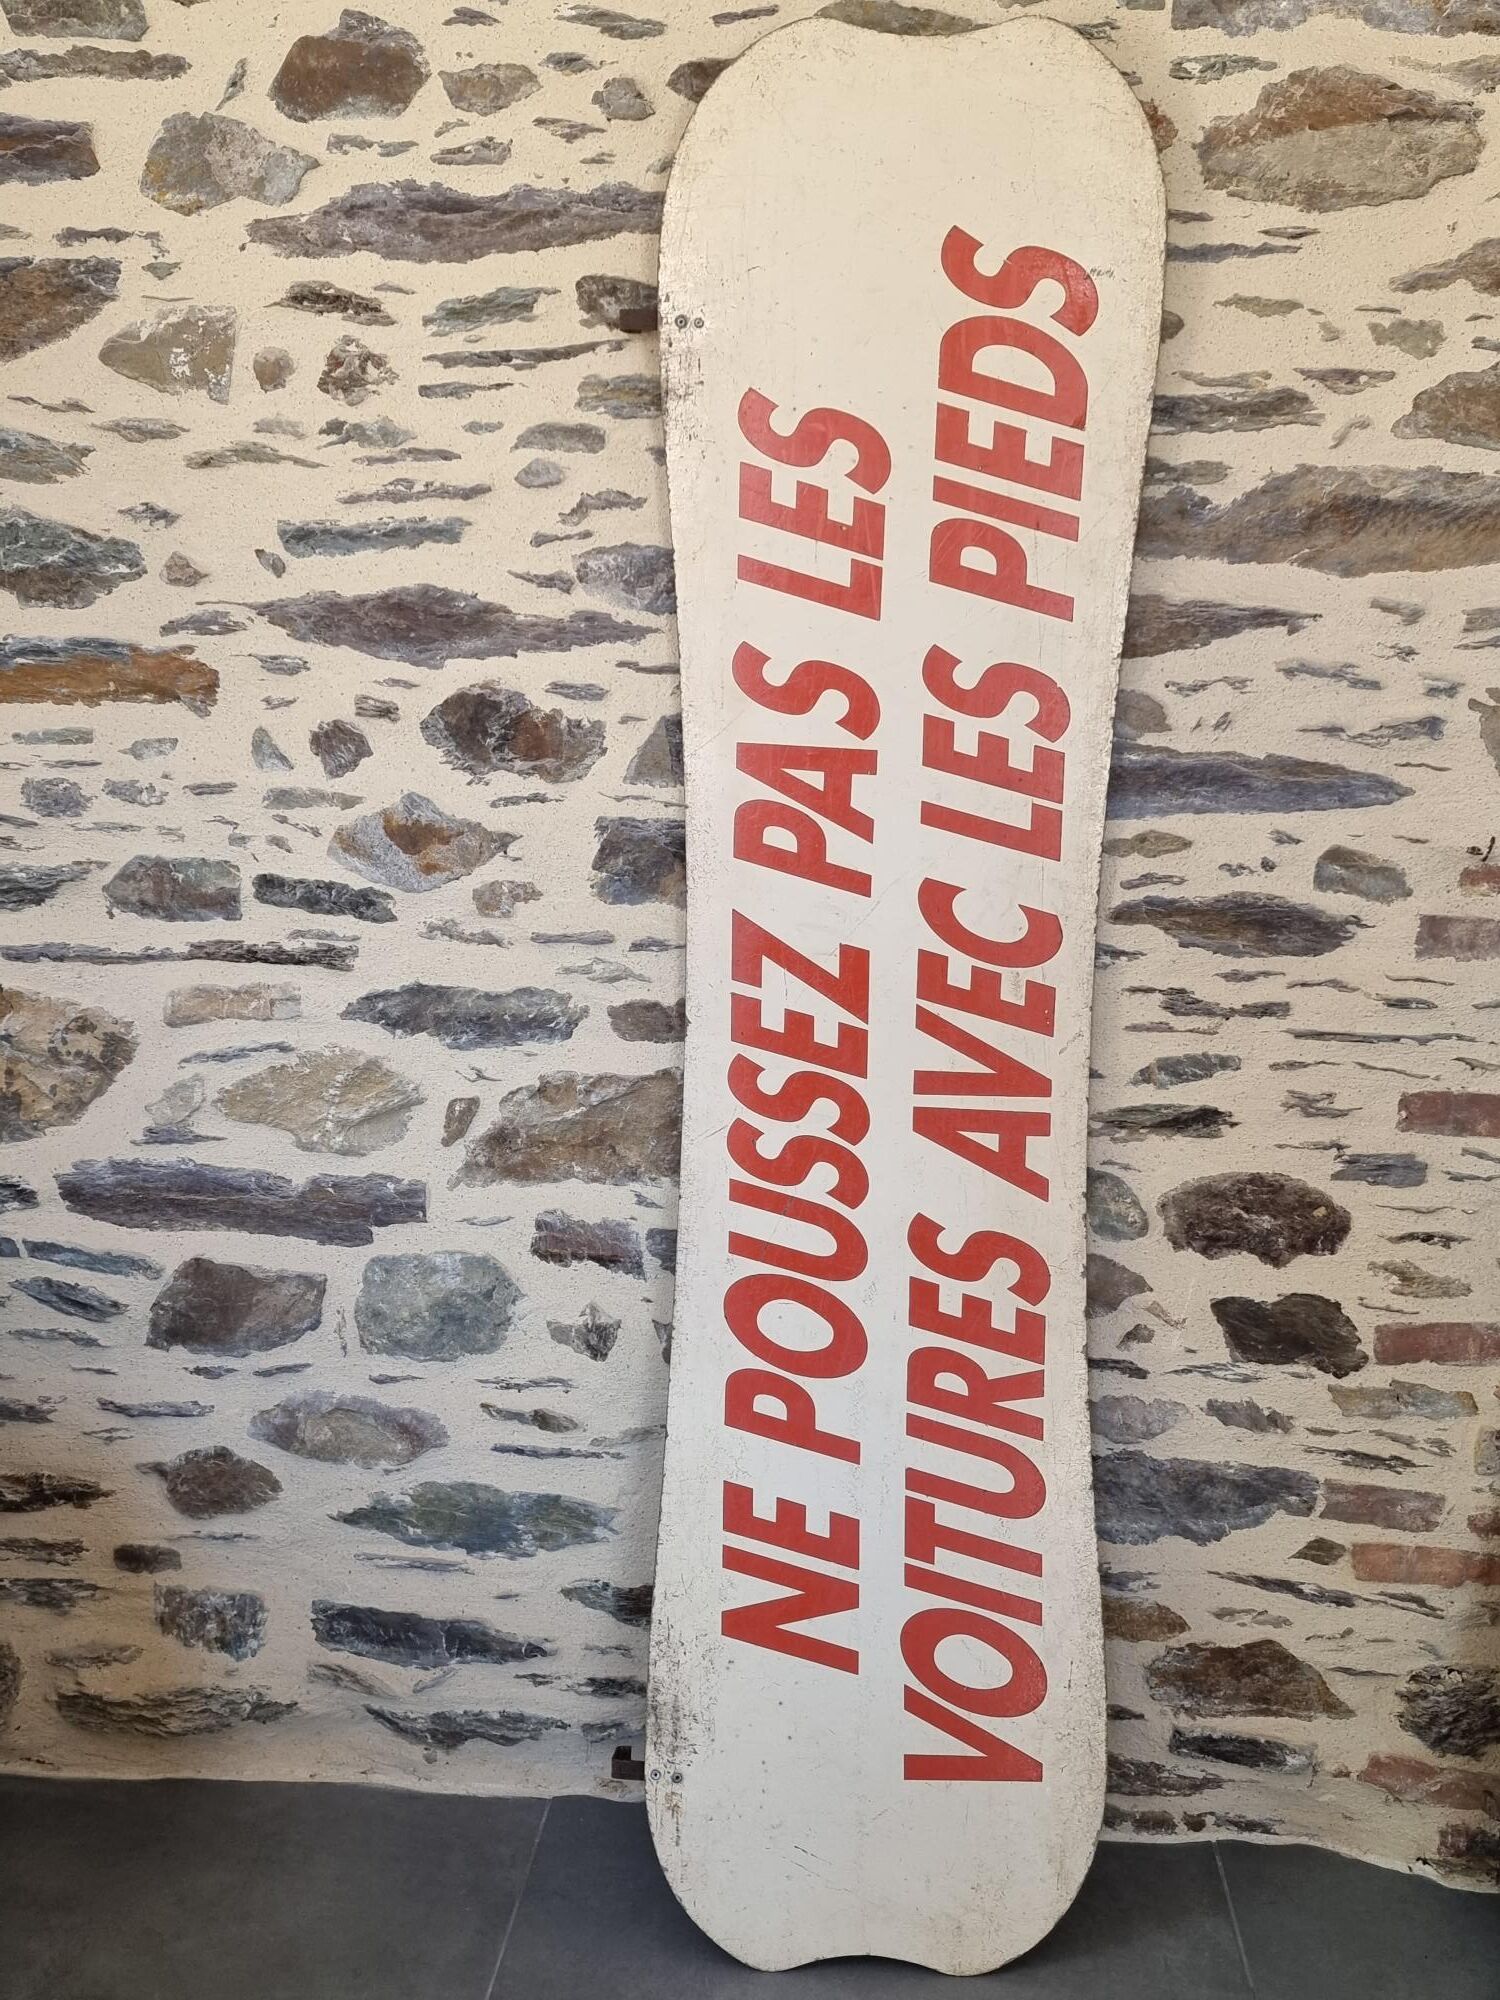 NE POUSSEZ PAS LES
VOITURES AVEC LES PIEDS